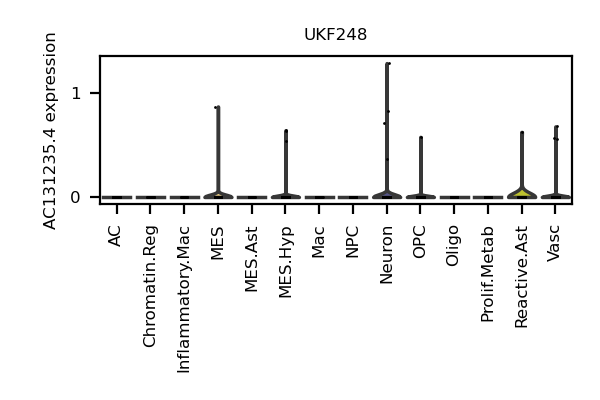 UKF248
AC131235.4 expression
1
0
AC
Chromatin.Reg
Inflammatory.Mac
MES
MES.Ast
MES.Hyp
Mac
NPC
Neuron
OPC
Oligo
Prolif.Metab
Reactive.Ast
Vasc